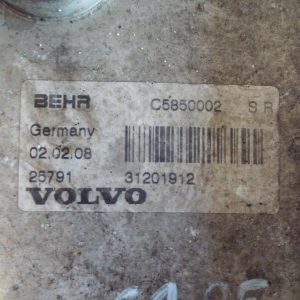 BEHR C5850002 S R
Germany
02.02.08
25791 31201912
VOLVO